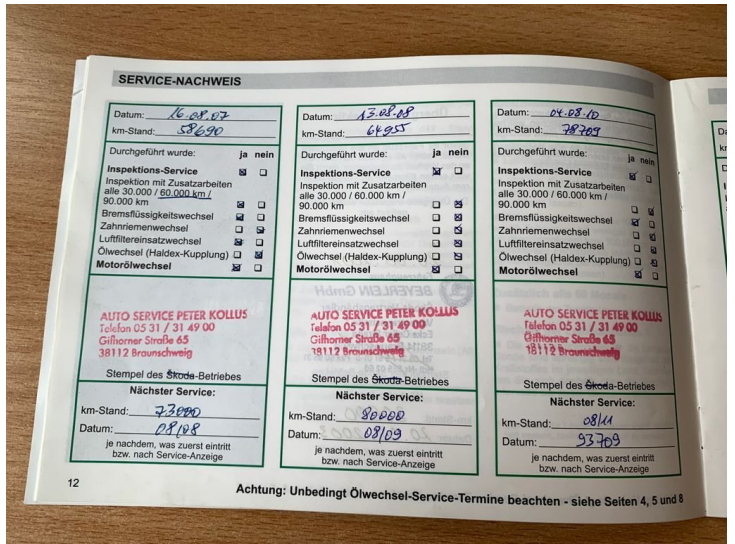 SERVICE-NACHWEIS
Datum: 16.08.07
km-Stand: 58690
Durchgeführt wurde: ja nein
Inspektions-Service
Inspektion mit Zusatzarbeiten
alle 30.000 / 60.000 km /
90.000 km
Bremsflüssigkeitswechsel
Zahnriemenwechsel
Luftfiltereinsatzwechsel
Ölwechsel (Haldex-Kupplung)
Motorölwechsel
AUTO SERVICE PETER KOLLUS
Telefon 05 31 / 31 49 00
Gifhorner Straße 65
38112 Braunschweig
Stempel des Skoda-Betriebes
Nächster Service:
km-Stand: 73000
Datum: 08/08
je nachdem, was zuerst eintritt
bzw. nach Service-Anzeige
Datum: 13.08.08
km-Stand: 64955
Durchgeführt wurde: ja nein
Inspektions-Service
Inspektion mit Zusatzarbeiten
alle 30.000 / 60.000 km /
90.000 km
Bremsflüssigkeitswechsel
Zahnriemenwechsel
Luftfiltereinsatzwechsel
Ölwechsel (Haldex-Kupplung)
Motorölwechsel
AUTO SERVICE PETER KOLLUS
Telefon 05 31 / 31 49 00
Gifhorner Straße 65
38112 Braunschweig
Stempel des Skoda-Betriebes
Nächster Service:
km-Stand: 80000
Datum: 08/09
je nachdem, was zuerst eintritt
bzw. nach Service-Anzeige
Datum: 04.08.10
km-Stand: 78709
Durchgeführt wurde: ja nein
Inspektions-Service
Inspektion mit Zusatzarbeiten
alle 30.000 / 60.000 km /
90.000 km
Bremsflüssigkeitswechsel
Zahnriemenwechsel
Luftfiltereinsatzwechsel
Ölwechsel (Haldex-Kupplung)
Motorölwechsel
AUTO SERVICE PETER KOLLUS
Telefon 05 31 / 31 49 00
Gifhorner Straße 65
38112 Braunschweig
Stempel des Skoda-Betriebes
Nächster Service:
km-Stand: 08/11
Datum: 93709
je nachdem, was zuerst eintritt
bzw. nach Service-Anzeige
12
Achtung: Unbedingt Ölwechsel-Service-Termine beachten - siehe Seiten 4, 5 und 8